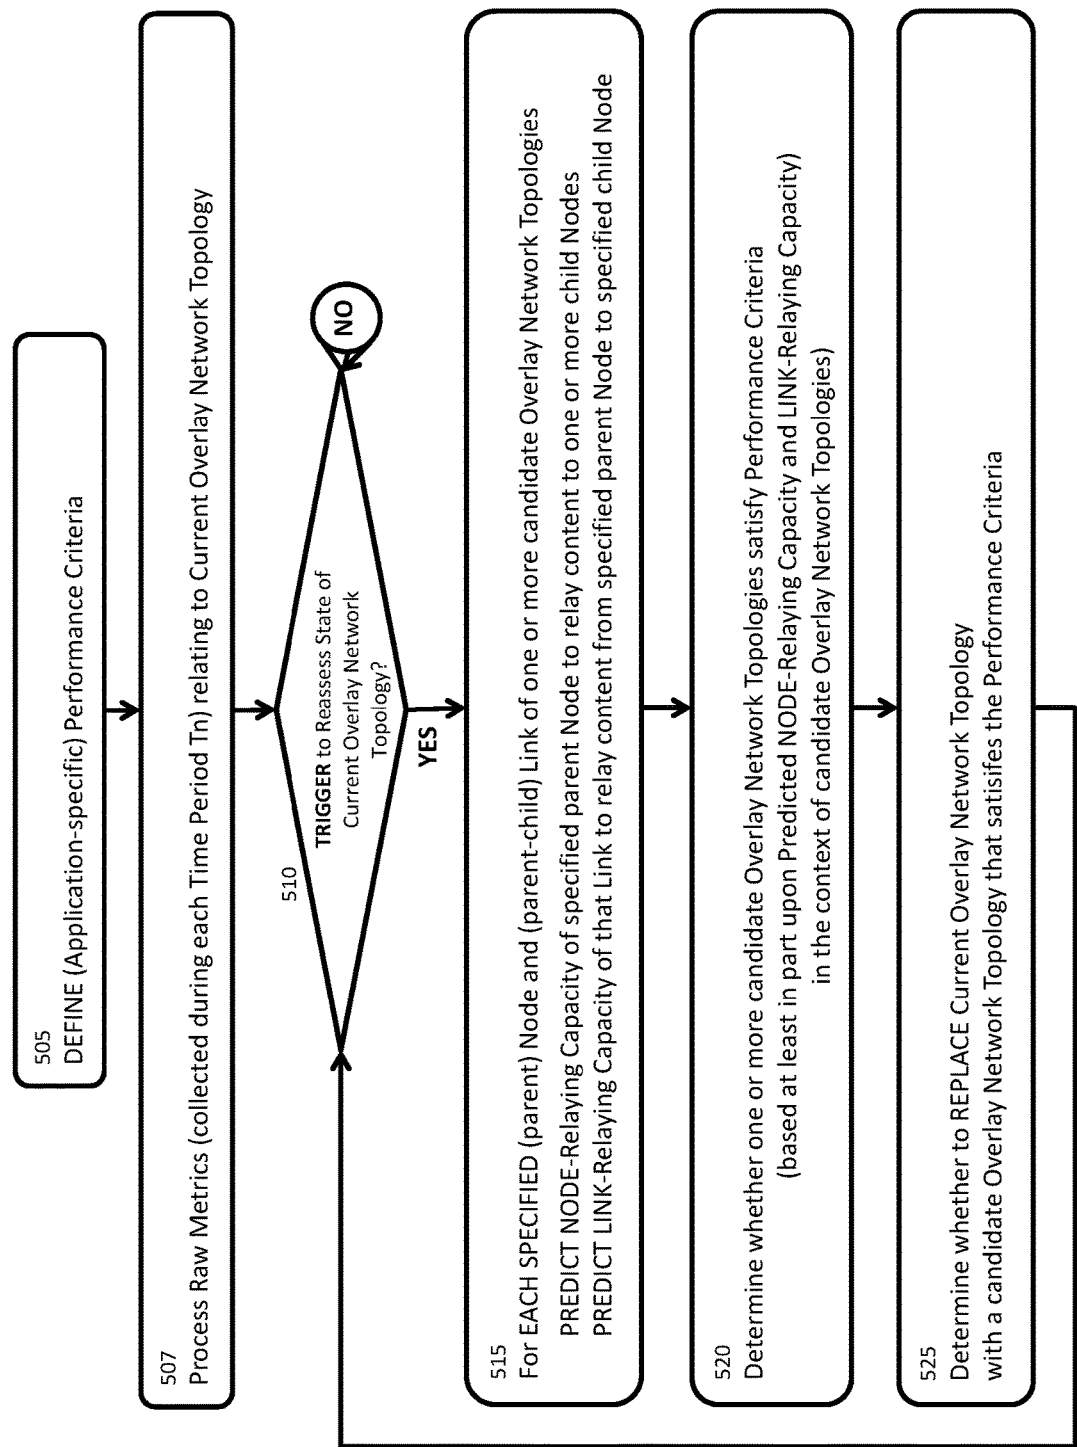 505
DEFINE (Application-specific) Performance Criteria
507
Process Raw Metrics (collected during each Time Period Tn) relating to Current Overlay Network Topology
510
TRIGGER to Reassess State of
Current Overlay Network
Topology?
NO
YES
515
For EACH SPECIFIED (parent) Node and (parent-child) Link of one or more candidate Overlay Network Topologies
PREDICT NODE-Relaying Capacity of specified parent Node to relay content to one or more child Nodes
PREDICT LINK-Relaying Capacity of that Link to relay content from specified parent Node to specified child Node
520
Determine whether one or more candidate Overlay Network Topologies satisfy Performance Criteria
(based at least in part upon Predicted NODE-Relaying Capacity and LINK-Relaying Capacity)
in the context of candidate Overlay Network Topologies)
525
Determine whether to REPLACE Current Overlay Network Topology
with a candidate Overlay Network Topology that satisifes the Performance Criteria